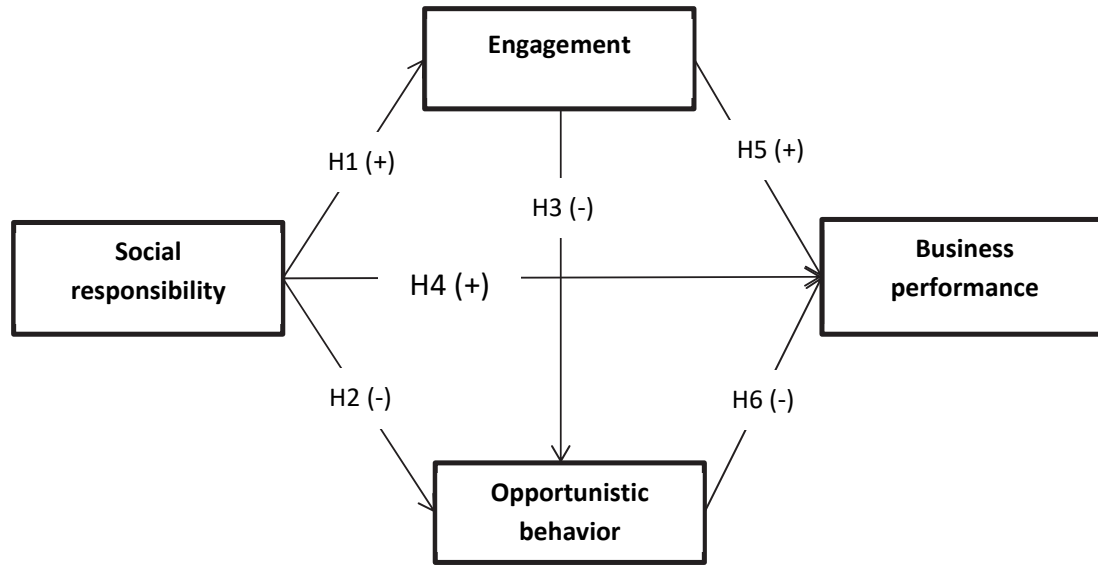 Engagement
H1 (+)
H5 (+)
H3 (-)
Social
responsibility
H4 (+)
Business
performance
H2 (-)
H6 (-)
Opportunistic
behavior